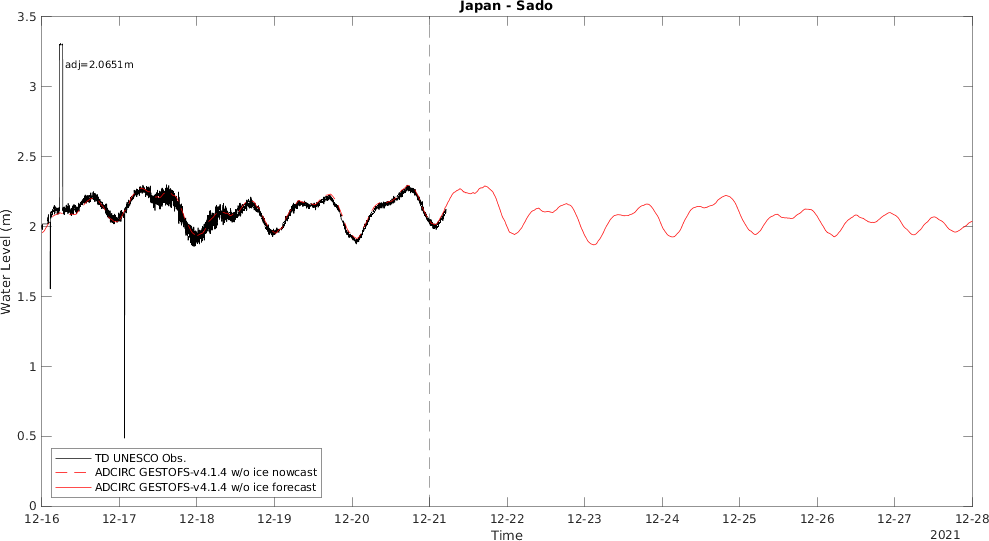 Japan - Sado
3.5
adj=2.0651m
3
2.5
2
1.5
1
0.5
0
Water Level (m)
TD UNESCO Obs.
ADCIRC GESTOFS-v4.1.4 w/o ice nowcast
ADCIRC GESTOFS-v4.1.4 w/o ice forecast
12-16 12-17 12-18 12-19 12-20 12-21 12-22 12-23 12-24 12-25 12-26 12-27 12-28
Time
2021